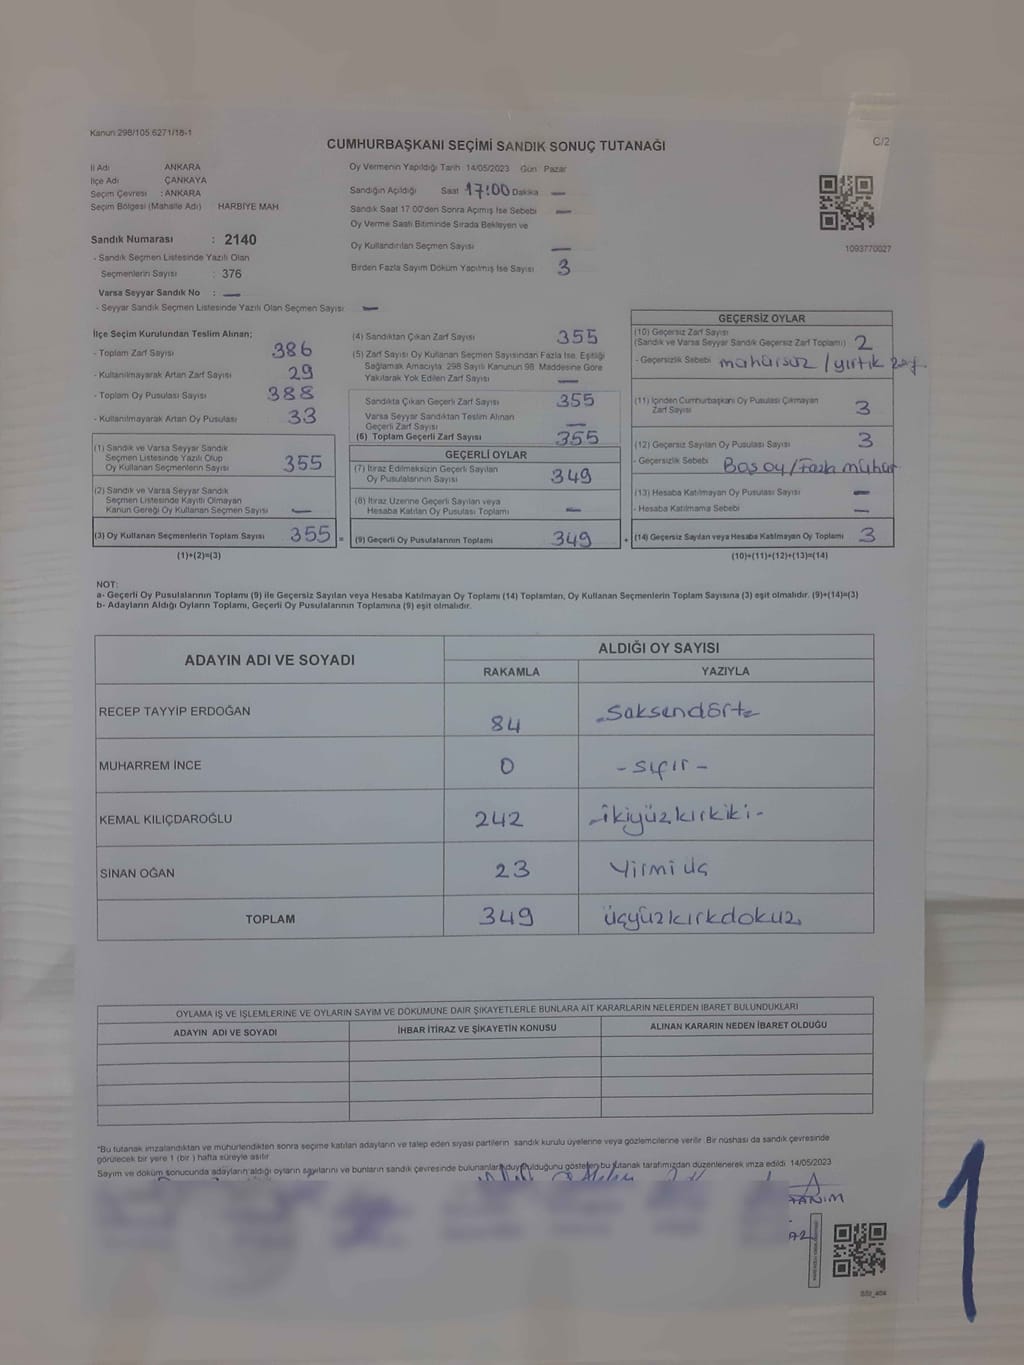 Kanun 298/105 6271/18-1
CUMHURBAŞKANI SEÇİMİ SANDIK SONUÇ TUTANAĞI
C/2
İl Adı ANKARA
İlçe Adı ÇANKAYA
Seçim Çevresi : ANKARA
Seçim Bölgesi (Mahalle Adı) HARBİYE MAH
Sandık Numarası : 2140
- Sandık Seçmen Listesinde Yazılı Olan
Seçmenlerin Sayısı : 376
Varsa Seyyar Sandık No : —
- Seyyar Sandık Seçmen Listesinde Yazılı Olan Seçmen Sayısı —
Oy Vermenin Yapıldığı Tarih 14/05/2023 Gün Pazar
Sandığın Açıldığı Saat 17:00 Dakika —
Sandık Saat 17 00'den Sonra Açımış İse Sebebi —
Oy Verme Saati Bitiminde Sırada Bekleyen ve
Oy Kullandırılan Seçmen Sayısı —
Birden Fazla Sayım Döküm Yapılmış İse Sayısı 3
1093770027
İlçe Seçim Kurulundan Teslim Alınan;
- Toplam Zarf Sayısı 386
- Kullanılmayarak Artan Zarf Sayısı 29
- Toplam Oy Pusulası Sayısı 388
- Kullanılmayarak Artan Oy Pusulası 33
(1) Sandık ve Varsa Seyyar Sandık
Seçmen Listesinde Yazılı Olup
Oy Kullanan Seçmenlerin Sayısı 355
(2) Sandık ve Varsa Seyyar Sandık
Seçmen Listesinde Kayıtlı Olmayan
Kanun Gereği Oy Kullanan Seçmen Sayısı —
(3) Oy Kullanan Seçmenlerin Toplam Sayısı 355 =
(1)+(2)=(3)
(4) Sandıktan Çıkan Zarf Sayısı 355
(5) Zarf Sayısı Oy Kullanan Seçmen Sayısından Fazla İse, Eşitliği
Sağlamak Amacıyla 298 Sayılı Kanunun 98. Maddesine Göre
Yakılarak Yok Edilen Zarf Sayısı —
Sandıkta Çıkan Geçerli Zarf Sayısı 355
Varsa Seyyar Sandıktan Teslim Alınan
Geçerli Zarf Sayısı —
(6) Toplam Geçerli Zarf Sayısı 355
GEÇERLİ OYLAR
(7) İtiraz Edilmeksizin Geçerli Sayılan
Oy Pusulalarının Sayısı 349
(8) İtiraz Üzerine Geçerli Sayılan veya
Hesaba Katılan Oy Pusulası Toplamı —
(9) Geçerli Oy Pusulalarının Toplamı 349 +
GEÇERSİZ OYLAR
(10) Geçersiz Zarf Sayısı
(Sandık ve Varsa Seyyar Sandık Geçersiz Zarf Toplamı) 2
- Geçersizlik Sebebi mühürsüz / yırtık zarf
(11) İçinden Cumhurbaşkanı Oy Pusulası Çıkmayan
Zarf Sayısı 3
(12) Geçersiz Sayılan Oy Pusulası Sayısı 3
- Geçersizlik Sebebi Boş oy / Fazla mühür
(13) Hesaba Katılmayan Oy Pusulası Sayısı —
- Hesaba Katılmama Sebebi —
(14) Geçersiz Sayılan veya Hesaba Katılmayan Oy Toplamı 3
(10)+(11)+(12)+(13)=(14)
NOT:
a- Geçerli Oy Pusulalarının Toplamı (9) ile Geçersiz Sayılan veya Hesaba Katılmayan Oy Toplamı (14) Toplamları, Oy Kullanan Seçmenlerin Toplam Sayısına (3) eşit olmalıdır. (9)+(14)=(3)
b- Adayların Aldığı Oyların Toplamı, Geçerli Oy Pusulalarının Toplamına (9) eşit olmalıdır.
ADAYIN ADI VE SOYADI ALDIĞI OY SAYISI
RAKAMLA YAZIYLA
RECEP TAYYİP ERDOĞAN 84 -Seksendört-
MUHARREM İNCE 0 - sıfır -
KEMAL KILIÇDAROĞLU 242 -ikiyüzkırkiki-
SİNAN OĞAN 23 Yirmi üç
TOPLAM 349 üçyüzkırkdokuz
OYLAMA İŞ VE İŞLEMLERİNE VE OYLARIN SAYIM VE DÖKÜMÜNE DAİR ŞİKAYETLERLE BUNLARA AİT KARARLARIN NELERDEN İBARET BULUNDUKLARI
ADAYIN ADI VE SOYADI İHBAR İTİRAZ VE ŞİKAYETİN KONUSU ALINAN KARARIN NEDEN İBARET OLDUĞU
*Bu tutanak imzalandıktan ve mühürlendikten sonra seçime katılan adayların ve talep eden siyasi partilerin sandık kurulu üyelerine veya gözlemcilerine verilir. Bir nüshası da sandık çevresinde
görülecek bir yere 1 (bir ) hafta süreyle asılır
Sayım ve döküm sonucunda adayların aldığı oyların sayılarını ve bunların sandık çevresinde bulunanlara duyurulduğunu gösteren bu tutanak tarafımızdan düzenlenerek imza edildi. 14/05/2023
1